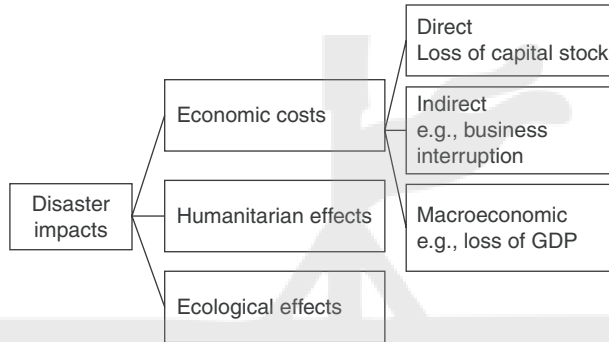 Direct
Loss of capital stock
Economic costs
Indirect
e.g., business
interruption
Disaster
impacts
Humanitarian effects
Macroeconomic
e.g., loss of GDP
Ecological effects